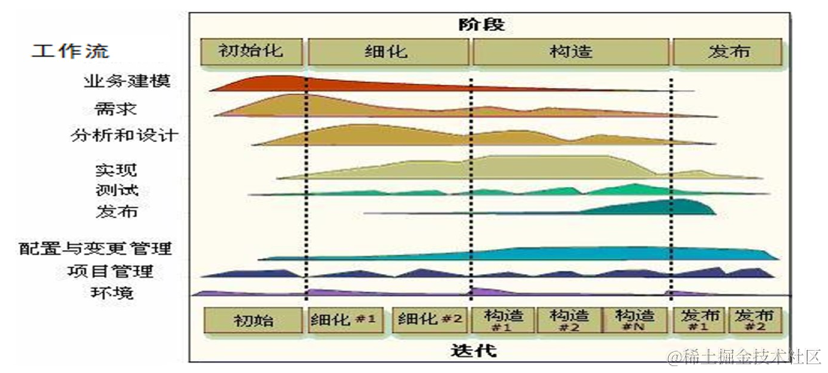 阶段
工作流
初始化 细化 构造 发布
业务建模
需求
分析和设计
实现
测试
发布
配置与变更管理
项目管理
环境
初始 细化#1 细化#2 构造#1 构造#2 构造#N 发布#1 发布#2
迭代
@稀土掘金技术社区